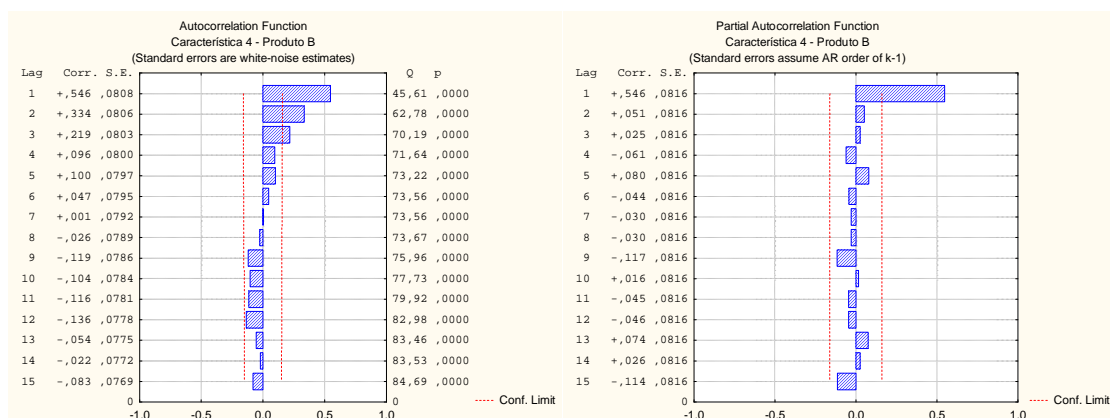 Autocorrelation Function
Característica 4 - Produto B
(Standard errors are white-noise estimates)
Lag Corr. S.E. Q p
1 +,546 ,0808 45,61 ,0000
2 +,334 ,0806 62,78 ,0000
3 +,219 ,0803 70,19 ,0000
4 +,096 ,0800 71,64 ,0000
5 +,100 ,0797 73,22 ,0000
6 +,047 ,0795 73,56 ,0000
7 +,001 ,0792 73,56 ,0000
8 -,026 ,0789 73,67 ,0000
9 -,119 ,0786 75,96 ,0000
10 -,104 ,0784 77,73 ,0000
11 -,116 ,0781 79,92 ,0000
12 -,136 ,0778 82,98 ,0000
13 -,054 ,0775 83,46 ,0000
14 -,022 ,0772 83,53 ,0000
15 -,083 ,0769 84,69 ,0000
0 0
-1.0 -0.5 0.0 0.5 1.0
Conf. Limit
Partial Autocorrelation Function
Característica 4 - Produto B
(Standard errors assume AR order of k-1)
Lag Corr. S.E.
1 +,546 ,0816
2 +,051 ,0816
3 +,025 ,0816
4 -,061 ,0816
5 +,080 ,0816
6 -,044 ,0816
7 -,030 ,0816
8 -,030 ,0816
9 -,117 ,0816
10 +,016 ,0816
11 -,045 ,0816
12 -,046 ,0816
13 +,074 ,0816
14 +,026 ,0816
15 -,114 ,0816
0 0
-1.0 -0.5 0.0 0.5 1.0
Conf. Limit